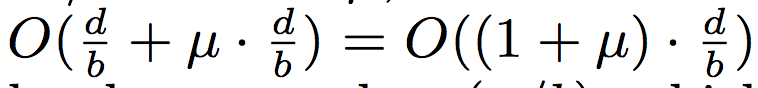 O(d/b + μ · d/b) = O((1 + μ) · d/b)